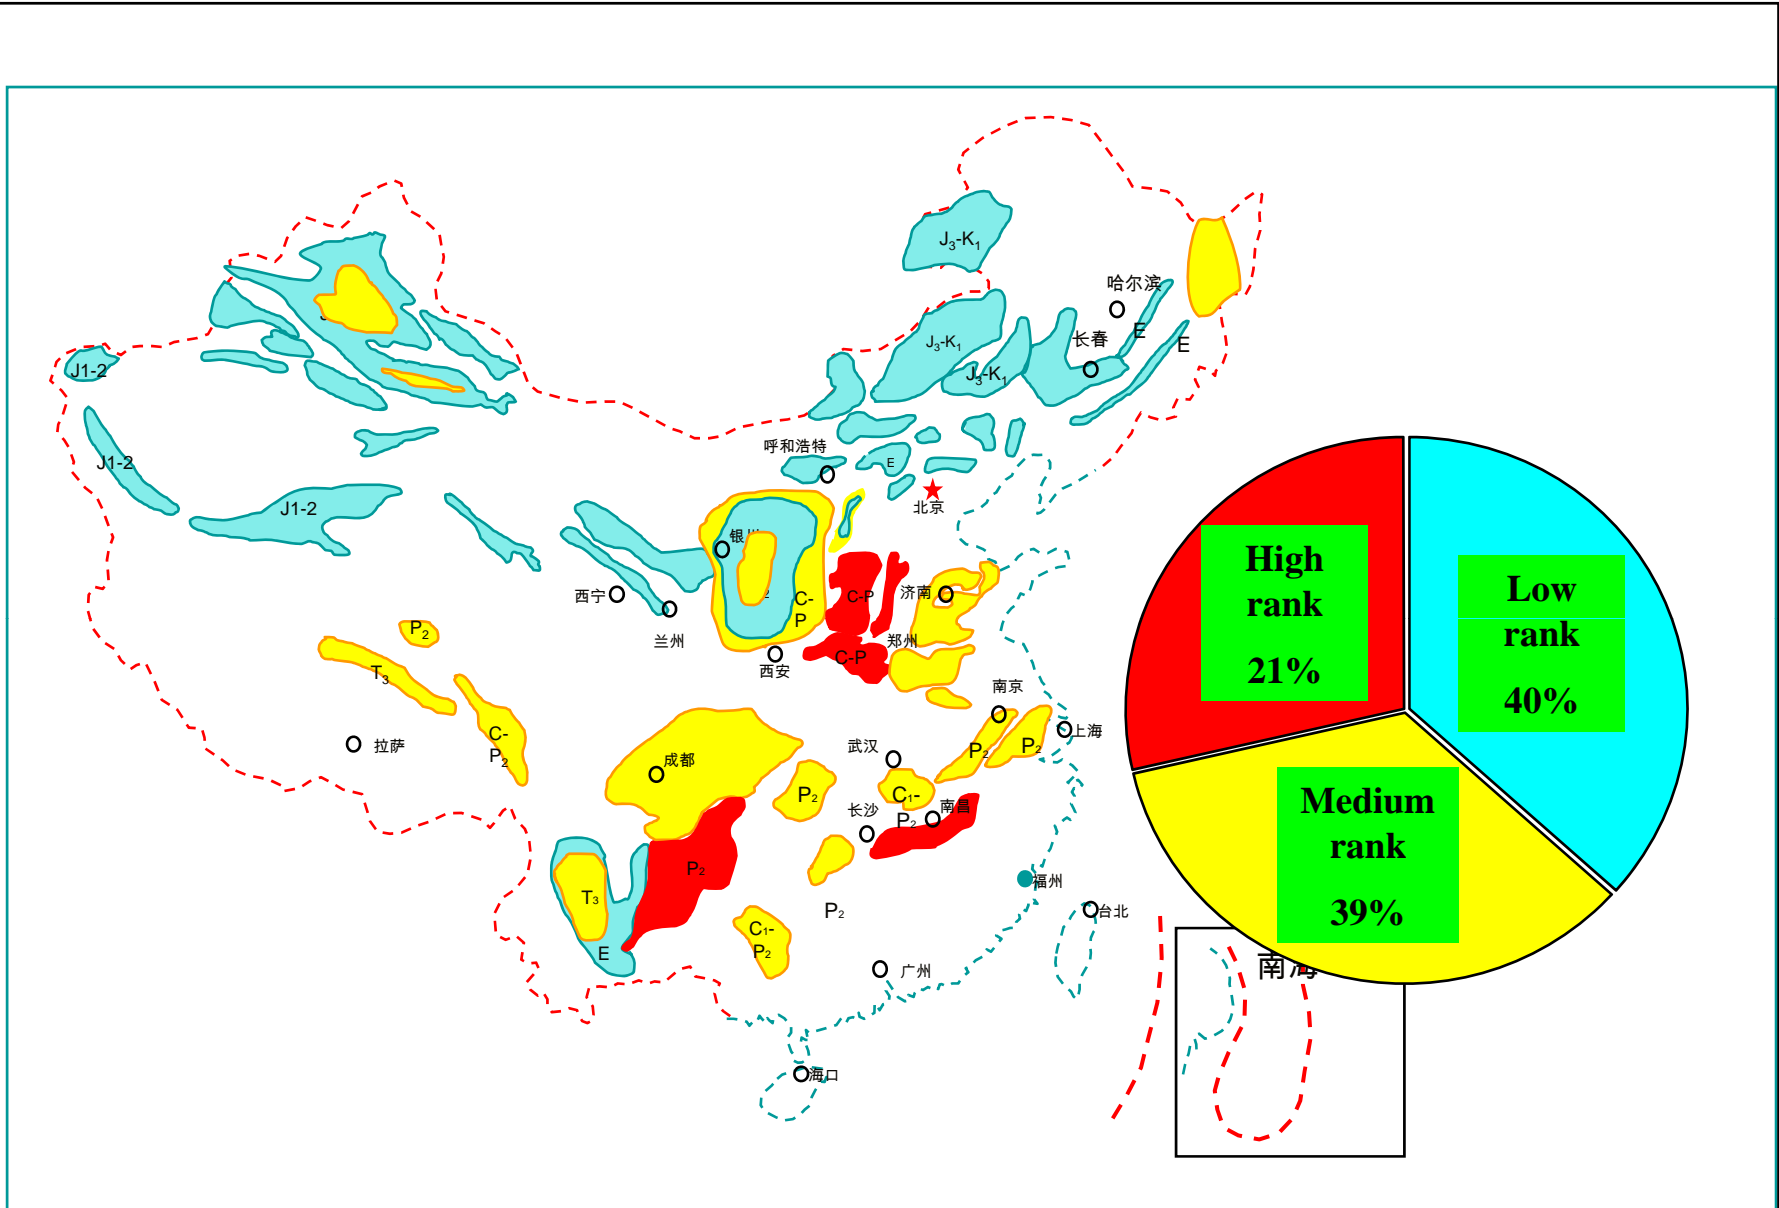 J₃-K₁
哈尔滨
E
长春
E
J₃-K₁
J₃-K₁
J1-2
J1-2
J1-2
呼和浩特
E
北京
C-
P
C-P
济南
西宁
兰州
西安
C-P
郑州
P₂
T₃
C-
P₂
拉萨
成都
武汉
南京
上海
P₂
P₂
P₂
C₁-
P₂
南昌
长沙
P₂
T₃
E
P₂
C₁-
P₂
福州
台北
广州
海口
南海
High
rank
21%
Low
rank
40%
Medium
rank
39%